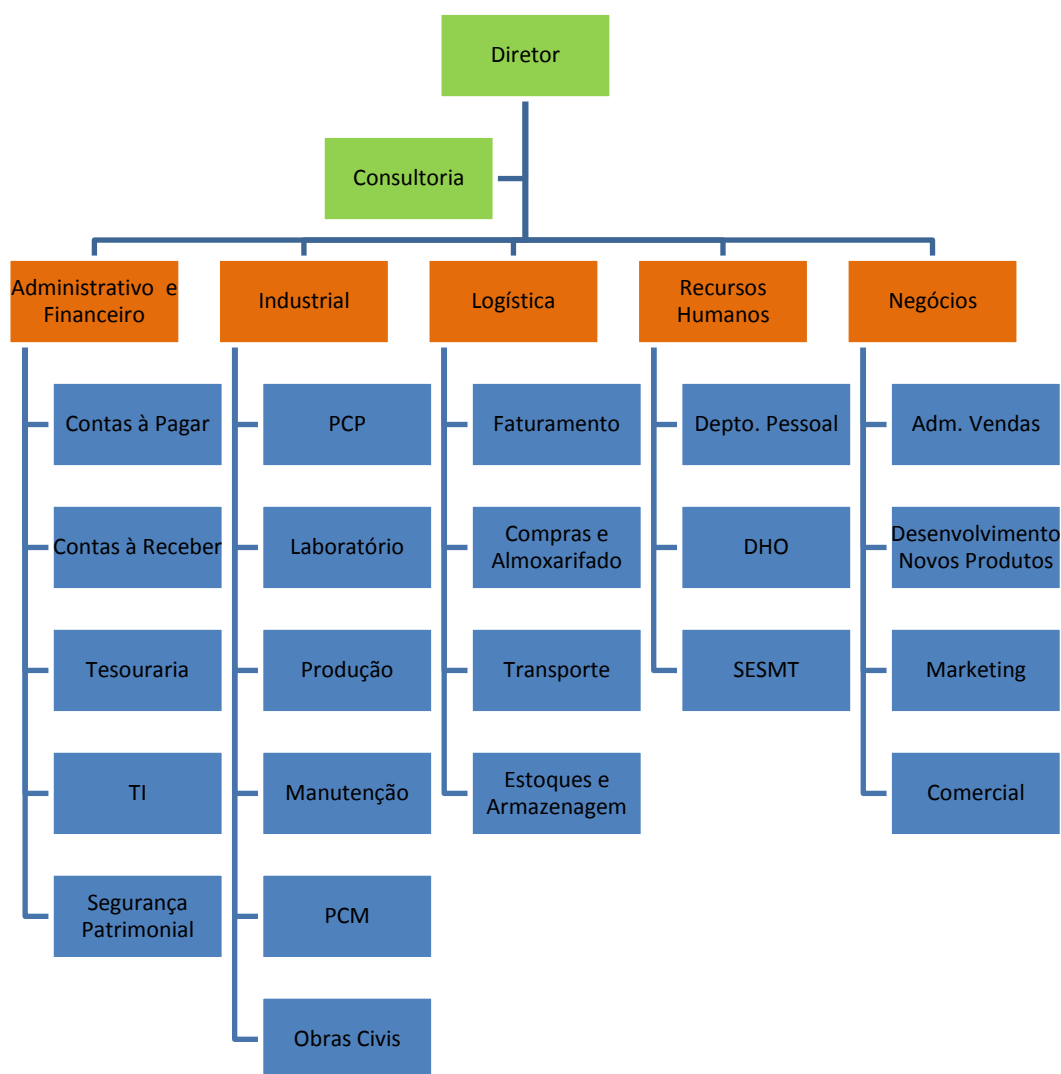 Diretor
Consultoria
Administrativo e
Financeiro
Industrial
Logística
Recursos
Humanos
Negócios
Contas à Pagar
PCP
Faturamento
Depto. Pessoal
Adm. Vendas
Contas à Receber
Laboratório
Compras e
Almoxarifado
DHO
Desenvolvimento
Novos Produtos
Tesouraria
Produção
Transporte
SESMT
Marketing
TI
Manutenção
Estoques e
Armazenagem
Comercial
Segurança
Patrimonial
PCM
Obras Civis